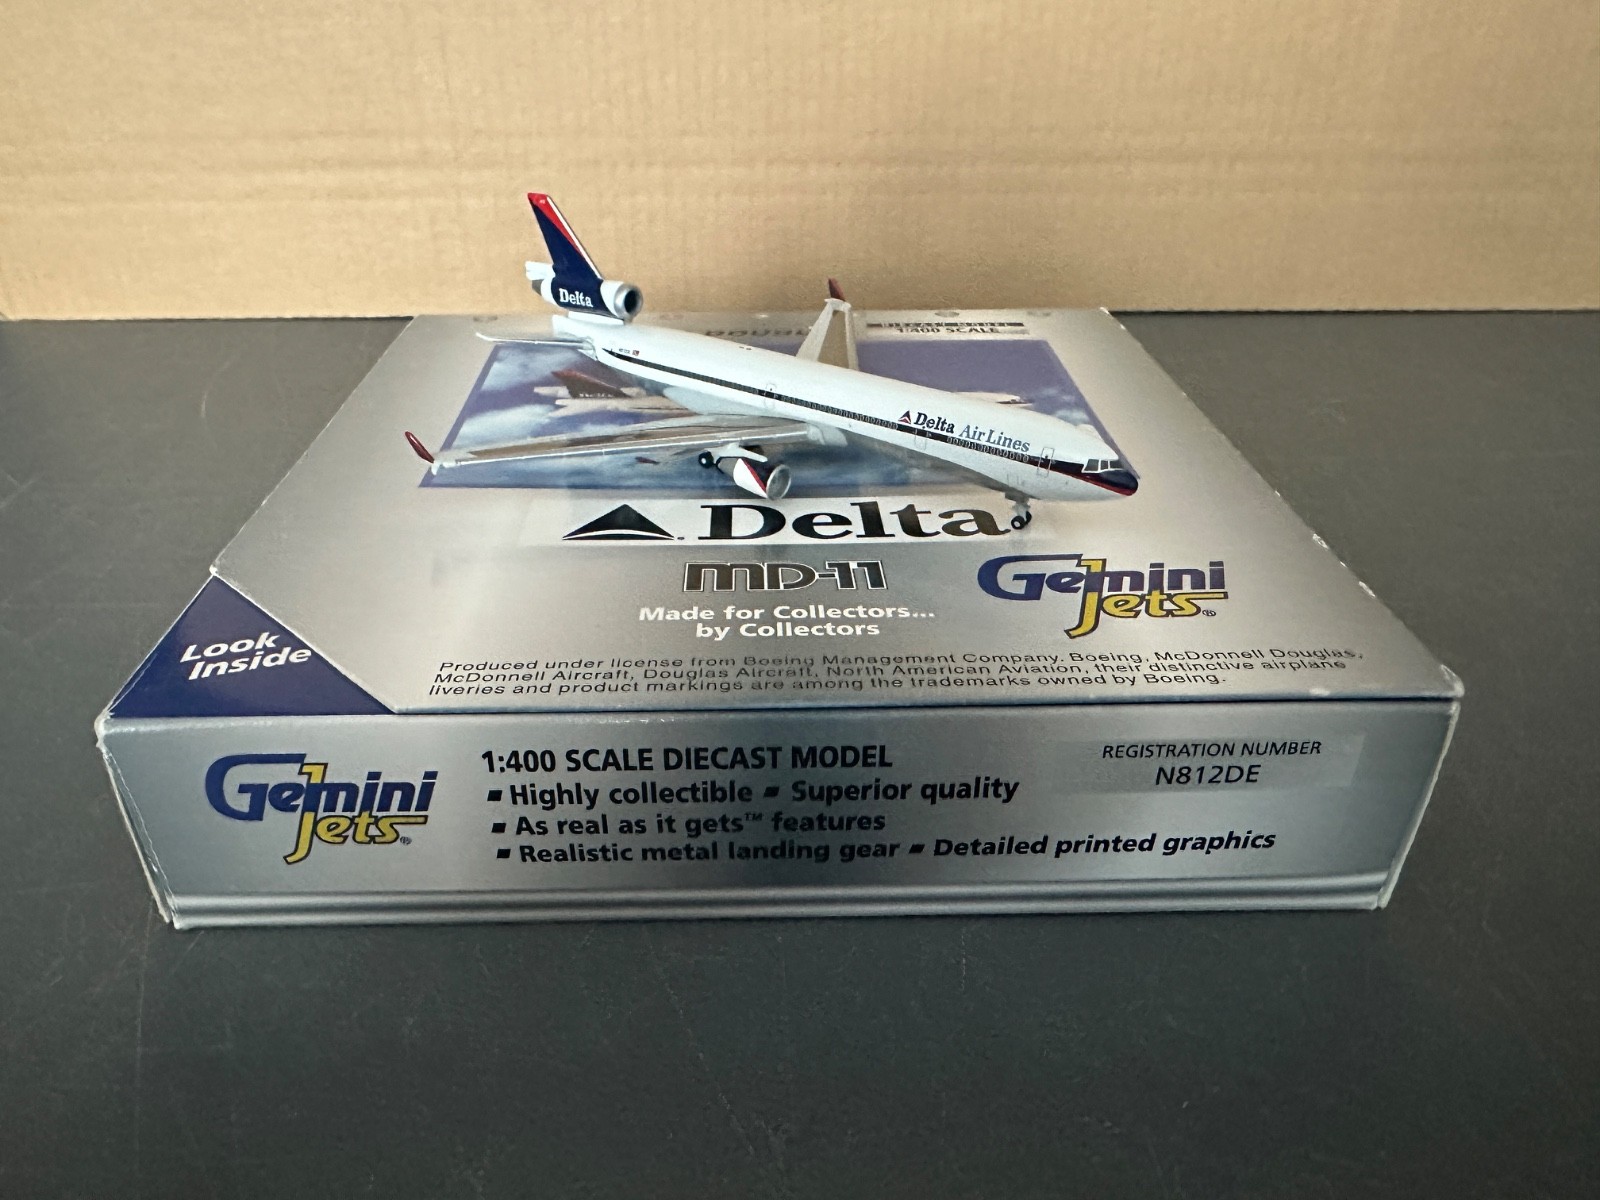 Delta
1:400 SCALE
Delta Air Lines
Delta
MD-11
Gemini
Jets®
Made for Collectors...
by Collectors
Look
Inside
Produced under license from Boeing Management Company. Boeing, McDonnell Douglas,
McDonnell Aircraft, Douglas Aircraft, North American Aviation, their distinctive airplane
liveries and product markings are among the trademarks owned by Boeing.
Gemini
Jets®
1:400 SCALE DIECAST MODEL
▪ Highly collectible ▪ Superior quality
▪ As real as it gets™ features
▪ Realistic metal landing gear ▪ Detailed printed graphics
REGISTRATION NUMBER
N812DE